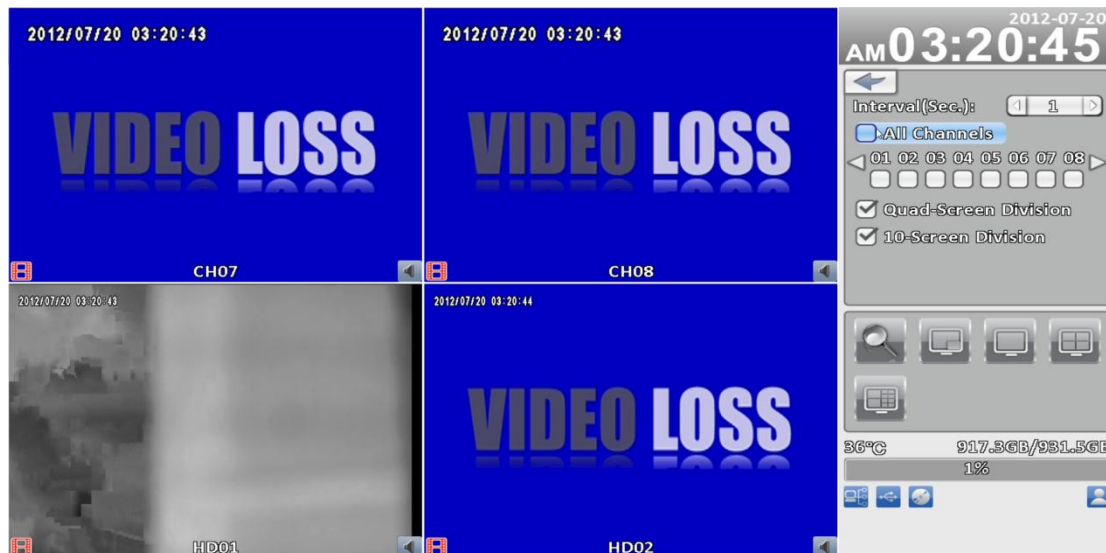 2012/07/20 03:20:43
VIDEO LOSS
CH07
2012/07/20 03:20:43
VIDEO LOSS
CH08
2012/07/20 03:20:43
HD01
2012/07/20 03:20:44
VIDEO LOSS
HD02
2012-07-20
AM 03:20:45
Interval(Sec.): 1
All Channels
01 02 03 04 05 06 07 08
Quad-Screen Division
10-Screen Division
36°C 917.3GB/931.5GB
1%